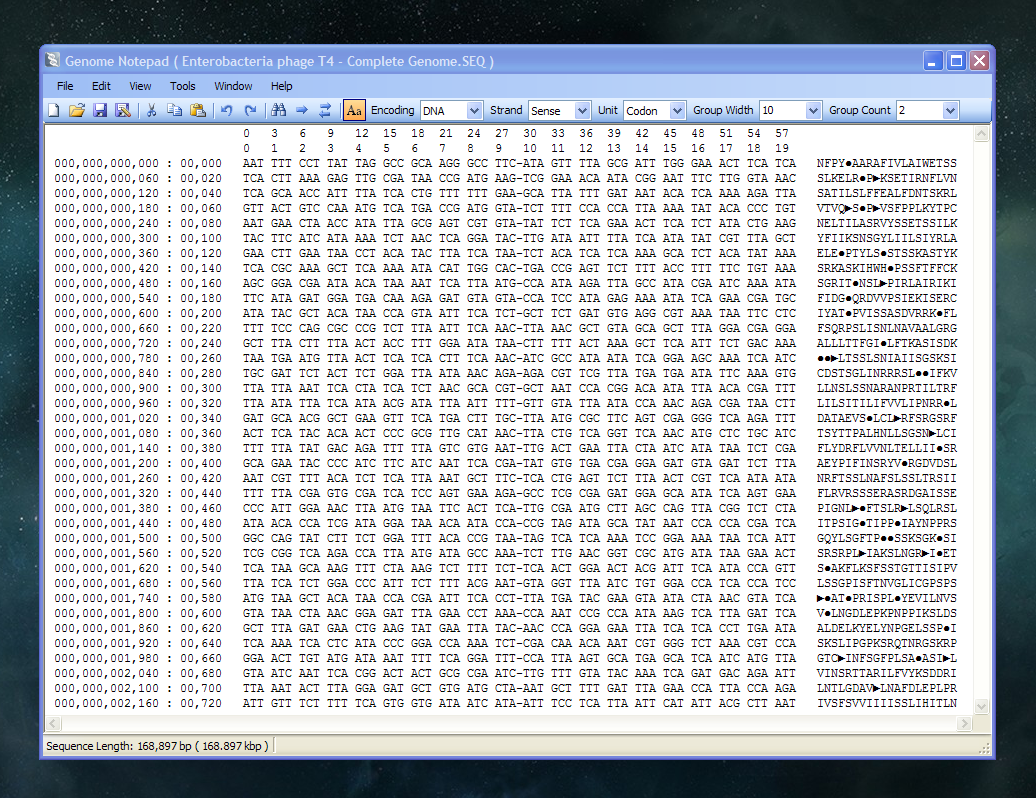 Genome Notepad ( Enterobacteria phage T4 - Complete Genome.SEQ )
File Edit View Tools Window Help
Aa Encoding DNA Strand Sense Unit Codon Group Width 10 Group Count 2
0 3 6 9 12 15 18 21 24 27 30 33 36 39 42 45 48 51 54 57
0 1 2 3 4 5 6 7 8 9 10 11 12 13 14 15 16 17 18 19
000,000,000,000 : 00,000 AAT TTT CCT TAT TAG GCC GCA AGG GCC TTC-ATA GTT TTA GCG ATT TGG GAA ACT TCA TCA NFPY●AARAFIVLAIWETSS
000,000,000,060 : 00,020 TCA CTT AAA GAG TTG CGA TAA CCT TGA AAG-TCG GAA ACA ATA CGG AAT TTC TTG GTA AAC SLKELR●P▶KSETIRNFLVN
000,000,000,120 : 00,040 TCA GCA ACC ATT TTA TCT CTG TTT TTT GAA-GCA TTA TTT GAT AAT ACA TCA AAA AGA TTA SATILSLFFEALFDNTSKRL
000,000,000,180 : 00,060 GTT ACT GTC CAA ATG TCA TGA CCG ATG GTA-TCT TTT CCA CCA TTA AAA TAT ACA CCC TGT VTVQ▶S●P▶VSFPPLKYTPC
000,000,000,240 : 00,080 AAT GAA CTA ACC ATA TTA GCG AGT CGT GTA-TAT TCT TCA GAA ACT TCA TCT ATA CTG AAG NELTILASRVYSSETSSILK
000,000,000,300 : 00,100 TAC TTC ATC ATA AAA TCT AAC TCA GGA TAC-TTG ATA ATT TTA TCA ATA TAT CGT TTA GCT YFIIKSNSGYLIILSIYRLA
000,000,000,360 : 00,120 GAA CTT GAA TAA CCT ACA TAC TTA TCA TAA-TCT ACA TCA TCA AAA GCA TCT ACA TAT AAA ELE●PTYLS●STSSKASTYK
000,000,000,420 : 00,140 TCA CGC AAA GCT TCA AAA ATA CAT TGG CAC-TGA CCG AGT TCT TTT ACC TTT TTC TGT AAA SRKASKIHWH●PSSFTFFCK
000,000,000,480 : 00,160 AGC GGA CGA ATA ACA TAA AAC TCT TTA ATG-CCA ATA AGA TTA GCC ATA CGA ATC AAA ATA SGRIT●NSL▶PIRLAIRIKI
000,000,000,540 : 00,180 TTC ATA GAT GGA TGA CAA AGA GAT GTA GTA-CCA TCC ATA GAG AAA ATA TCA GAA CGA TGC FIDG●QRDVVPSIEKISERC
000,000,000,600 : 00,200 ATA TAC GCT ACA TAA CCA GTA ATT TCA TCT-GCT TCT GAT GTG AGG CGT AAA TAA TTC CTC IYAT●PVISSASDVRRK●FL
000,000,000,660 : 00,220 TTT TCC CAG CGC CCG TCT TTA ATT TCA AAC-TTA AAC GCT GTA GCA GCT TTA GGA CGA GGA FSQRPSLISNLNAVAALGRG
000,000,000,720 : 00,240 GCT TTA CTT TTA ACT ACC TTT GGA ATA TAA-CTT TTT ACT AAA GCT TCA ATT TCT GAC AAA ALLLTTFGI●LFTKASISDK
000,000,000,780 : 00,260 TAA TGA ATG TTA ACT TCA TCA CTT TCA AAC-ATC GCC ATA ATA TCA GGA AGC AAA TCA ATC ●●▶LTSSLSNIAIISGSKSI
000,000,000,840 : 00,280 TGC GAT TCT ACT TCT GGT TTA ATA AAC AGA-AGA CGT TCG TTA TGA TGA ATA TTC AAA GTG CDSTSGLINRRRSL●●IFKV
000,000,000,900 : 00,300 TTA TTA AAT TCA CTA TCA TCT AAC GCA CGT-GCT AAT CCA CGG ACA ATA TTA ACT CGA TTT LLNSLSSNARANPRTILTRF
000,000,000,960 : 00,320 TTA ATA TTA TCA ATA ACG ATA TTA ATT TTT-GTT GTA TTA ATA CCA AAC AGA CGA TAA CTT LILSITILIFVVLIPNRR●L
000,000,001,020 : 00,340 GAT GCA ACG GCT GAA GTT TCA TGA CTT TGC-TTA ATG CGC TTC AGT CGA GGG TCA AGA TTT DATAEVS●LCL▶RFSRGSRF
000,000,001,080 : 00,360 ACT TCA TAC ACA ACT CCC GCG TTG CAT AAC-TTA CTG TCA GGT TCA AAC ATG CTC TGC ATC TSYTTPALHNLLSGSN▶LCI
000,000,001,140 : 00,380 TTT TTA TAT GAC AGA TTT TTA GTC GTG AAT-TTG ACT GAA TTA CTA ATC ATA TAA TCT CGA FLYDRFLVVNLTELLII●SR
000,000,001,200 : 00,400 GCA GAA TAC CCC ATC TTC ATC AAT TCA CGA-TAT GTG TGA CGA GGG GAT GTA GAT TCT TTA AEYPIFINSRYV●RGDVDSL
000,000,001,260 : 00,420 AAT CGT TTC ACA TCT TCA TTA AAT GCT TTC-TCA CTG AGT TCT TTA ACT CGT TCA ATA ATA NRFTSSLNAFSLSSLTRSII
000,000,001,320 : 00,440 TTT TTA CGA GTG CGA TCA TCC AGT GAA AGA-GCC TCG CGA GAT GGA GCA ATA TCA AGT GAA FLRVRSSSERASRDGAISSE
000,000,001,380 : 00,460 CCC ATT GGA AAC TTA ATG TAA TTC ACT TCA-TTG CGA ATG CTT AGC CAG TTA CGG TCT CTA PIGNL▶●FTSLR▶LSQLRSL
000,000,001,440 : 00,480 ATA ACA CCA TCG ATA GGA TAA ACA ATA CCA-CCG TAG ATA GCA TAT AAT CCA CCA CGA TCA ITPSIG●TIPP●IAYNPPRS
000,000,001,500 : 00,500 GGC CAG TAT CTT TCT GGA TTT ACA CCG TAA-TAG TCA TCA AAA TCC GGA AAA TAA TCA ATA GQYLSGFTP●●SSKSGK●SI
000,000,001,560 : 00,520 TCG CGG TCA AGA CCA TTA ATG ATA GCC AAA-TCT TTG AAC GGT CGC ATG ATA TAA GAA ACT SRSRPL▶IAKSLNGR▶I●ET
000,000,001,620 : 00,540 TCA TAA GCA AAG TTT CTA AAG TCT TTT TCT-TCA ACT GGT ACA ACG ATT TCA ATA CCA GTT S●AKFLKSFSSTGTTISIPV
000,000,001,680 : 00,560 TTA TCA TCT GGA CCC ATT TCT TTT ACG AAT-GTA GGT TTA ATC TGT GGA CCA TCA CCA TCC LSSGPISFTNVGLICGPSPS
000,000,001,740 : 00,580 ATG TAA GCT ACA TAA CCA CGA ATT TCT CCT-TTA TGA TAC GAA GTA ATA CTA AAC GTA TCA ▶●AT●PRISPL●YEVILNVS
000,000,001,800 : 00,600 GTA TAA CTA AAC GGA GAT TTA GAA CCT AAA-CCA AAT CCG CCA ATA AAG TCA TTA GAT TCA V●LNGDLEPKPNPPIKSLDS
000,000,001,860 : 00,620 GCT TTA GAT GAA CTG AAG TAT GAA TTA TAC-AAC CCA GGA GAA TTA TCA TCA CCT TGA ATA ALDELKYELYNPGELSSP●I
000,000,001,920 : 00,640 TCA AAA TCA CTC ATA CCC GGA CCA AAA TCT-CGA CAA ACA AAT CGT GGG TCT AAA CGT CCA SKSLIPGPKSRQTNRGSKRP
000,000,001,980 : 00,660 GGA ACT TGT ATG ATA AAT TTT TCA GGA TTT-CCA TTA AGT GCA TGA GCA TCA ATC ATG TTA GTC▶INFSGFPLSA●ASI▶L
000,000,002,040 : 00,680 GTA ATC AAT TCA CGG ACT ACA GCA CGA ATC-TTG TTT GTA TAC AAA TCA GAT GAC AGA ATT VINSRTTARILFVYKSDDRI
000,000,002,100 : 00,700 TTA AAT ACT TTA GGA GAT GCT GTG ATG CTA-AAT GCT TTT GAT TTA GAA CCA TTA CCA AGA LNTLGDAV▶LNAFDLEPLPR
000,000,002,160 : 00,720 ATT GTT TCT TTT TCA GTG GTG ATA ATC ATA-ATT TCC TCA TTA ATT CAT ATT ACG CTT AAT IVSFSVVIIIISSLIHITLN
Sequence Length: 168,897 bp ( 168.897 kbp )